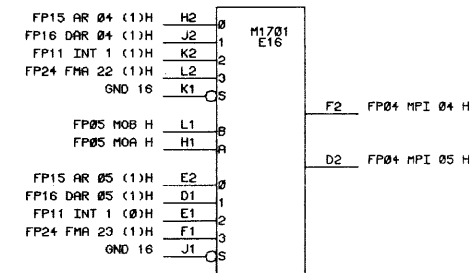 FP15 AR 04 (1)H H2 0
M1701
E16
FP16 DAR 04 (1)H J2 1
FP11 INT 1 (1)H K2 2
FP24 FMA 22 (1)H L2 3
GND 16 K1 S
F2 FP04 MPI 04 H
FP05 MOB H L1 B
FP05 MOA H H1 A
D2 FP04 MPI 05 H
FP15 AR 05 (1)H E2 0
FP16 DAR 05 (1)H D1 1
FP11 INT 1 (0)H E1 2
FP24 FMA 23 (1)H F1 3
GND 16 J1 S